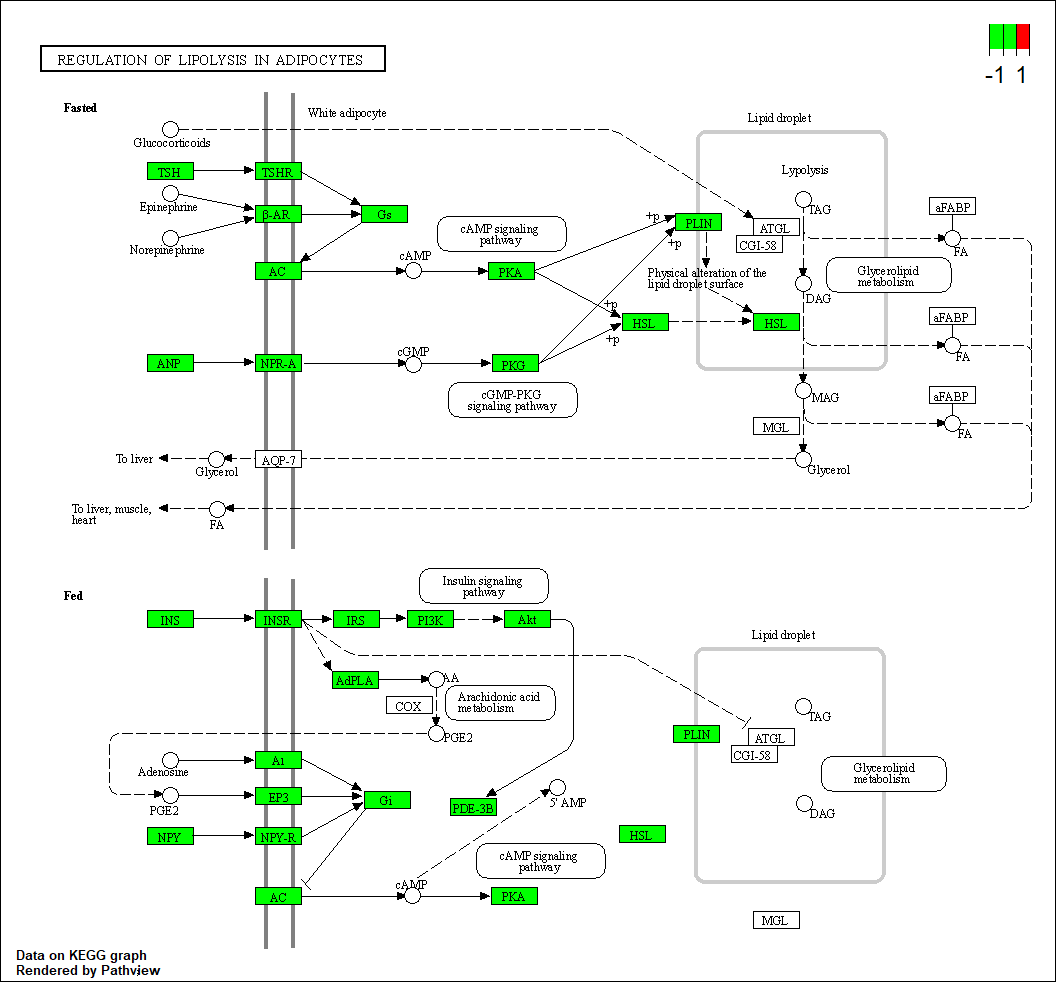 REGULATION OF LIPOLYSIS IN ADIPOCYTES
-1 1
Fasted
White adipocyte
Lipid droplet
Glucocorticoids
Lypolysis
TSH
TSHR
Epinephrine
β-AR
Gs
Norepinephrine
cAMP signaling
pathway
+p
PLIN
+p
ATGL
CGI-58
TAG
aFABP
FA
AC
cAMP
PKA
Physical alteration of the
lipid droplet surface
Glycerolipid
metabolism
DAG
+p
HSL
HSL
+p
aFABP
FA
ANP
NPR-A
cGMP
PKG
cGMP-PKG
signaling pathway
MAG
aFABP
MGL
FA
To liver
Glycerol
AQP-7
Glycerol
To liver, muscle,
heart
FA
Fed
Insulin signaling
pathway
INS
INSR
IRS
PI3K
Akt
Lipid droplet
AdPLA
AA
COX
Arachidonic acid
metabolism
PGE2
TAG
PLIN
ATGL
CGI-58
Adenosine
A1
Glycerolipid
metabolism
PGE2
EP3
Gi
PDE-3B
5' AMP
DAG
NPY
NPY-R
HSL
cAMP signaling
pathway
AC
cAMP
PKA
MGL
Data on KEGG graph
Rendered by Pathview